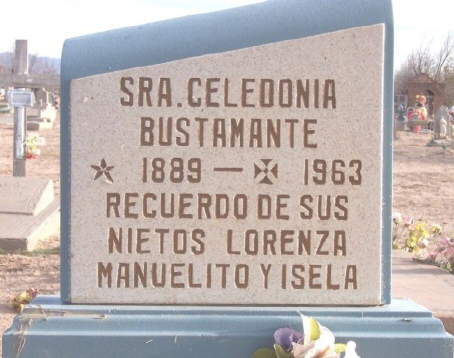 SRA. CELEDONIA
BUSTAMANTE
★ 1889 — ✠ 1963
RECUERDO DE SUS
NIETOS LORENZA
MANUELITO Y ISELA